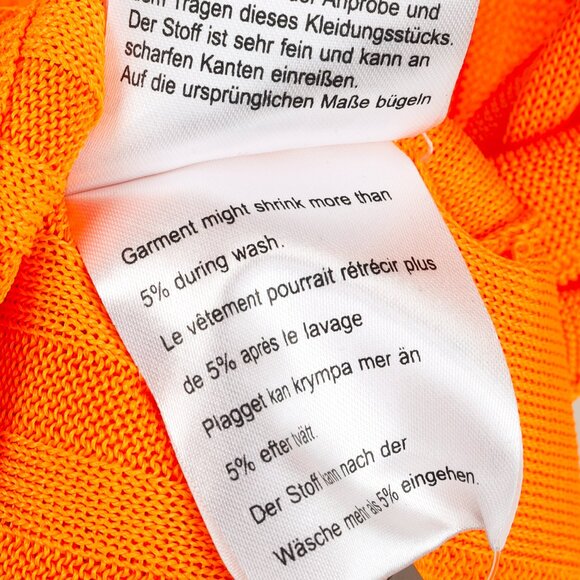 Anprobe und
Tragen dieses Kleidungsstücks.
Der Stoff ist sehr fein und kann an
scharfen Kanten einreißen.
Auf die ursprünglichen Maße bügeln
Garment might shrink more than
5% during wash.
Le vêtement pourrait rétrécir plus
de 5% après le lavage
Plagget kan krympa mer än
5% efter tvätt.
Der Stoff kann nach der
Wäsche mehr als 5% eingehen.